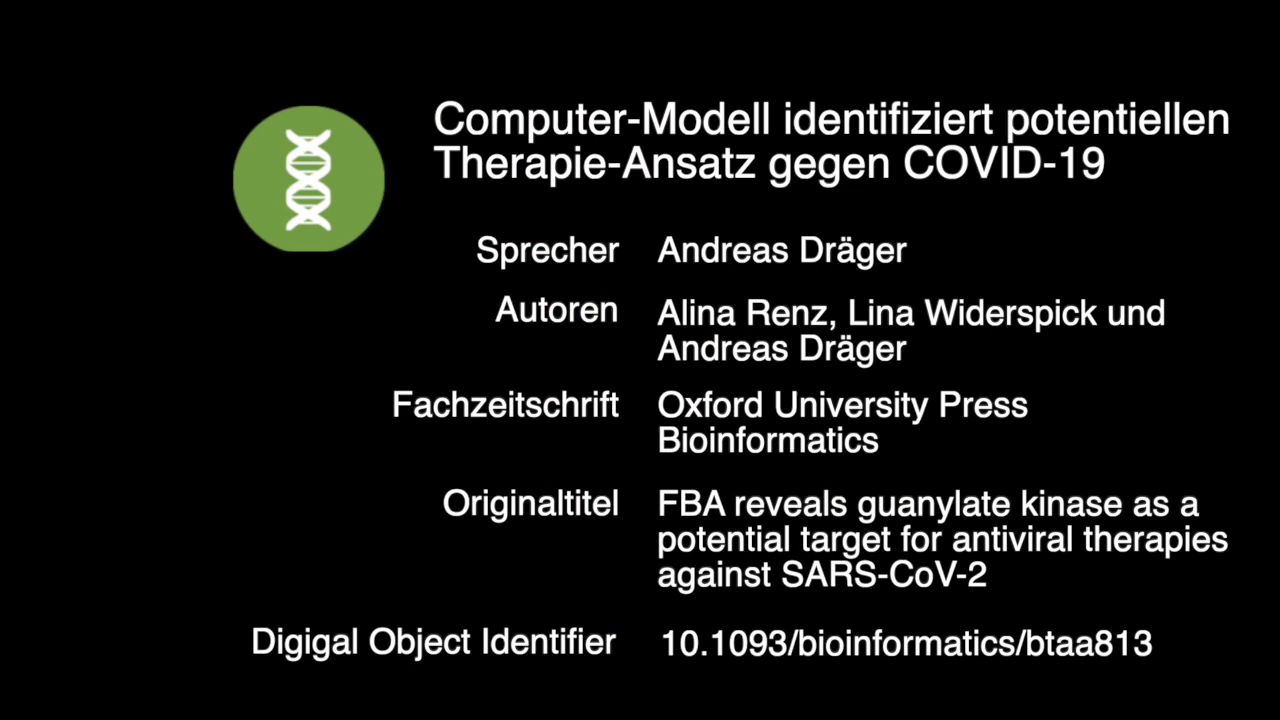 Computer-Modell identifiziert potentiellen
Therapie-Ansatz gegen COVID-19
Sprecher Andreas Dräger
Autoren Alina Renz, Lina Widerspick und
Andreas Dräger
Fachzeitschrift Oxford University Press
Bioinformatics
Originaltitel FBA reveals guanylate kinase as a
potential target for antiviral therapies
against SARS-CoV-2
Digigal Object Identifier 10.1093/bioinformatics/btaa813